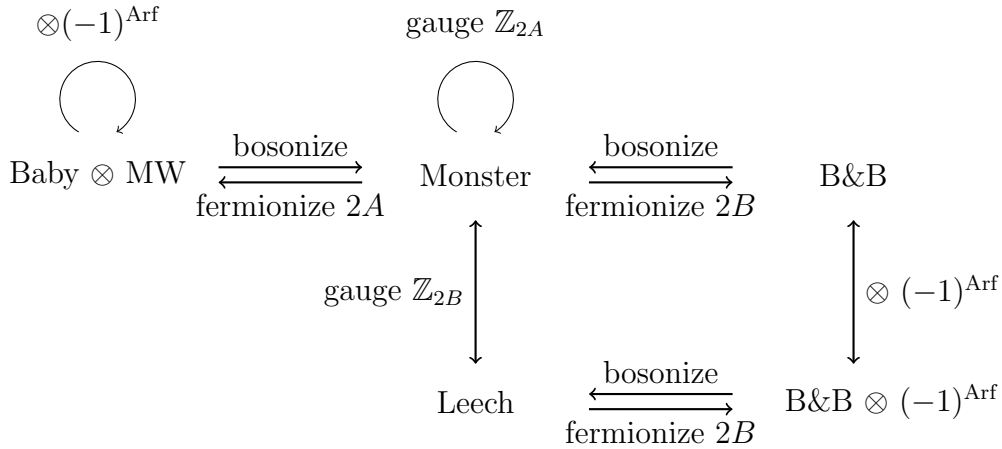 ⊗(−1)^Arf
gauge ℤ_2A
Baby ⊗ MW
bosonize
fermionize 2A
Monster
bosonize
fermionize 2B
B&B
gauge ℤ_2B
⊗ (−1)^Arf
Leech
bosonize
fermionize 2B
B&B ⊗ (−1)^Arf